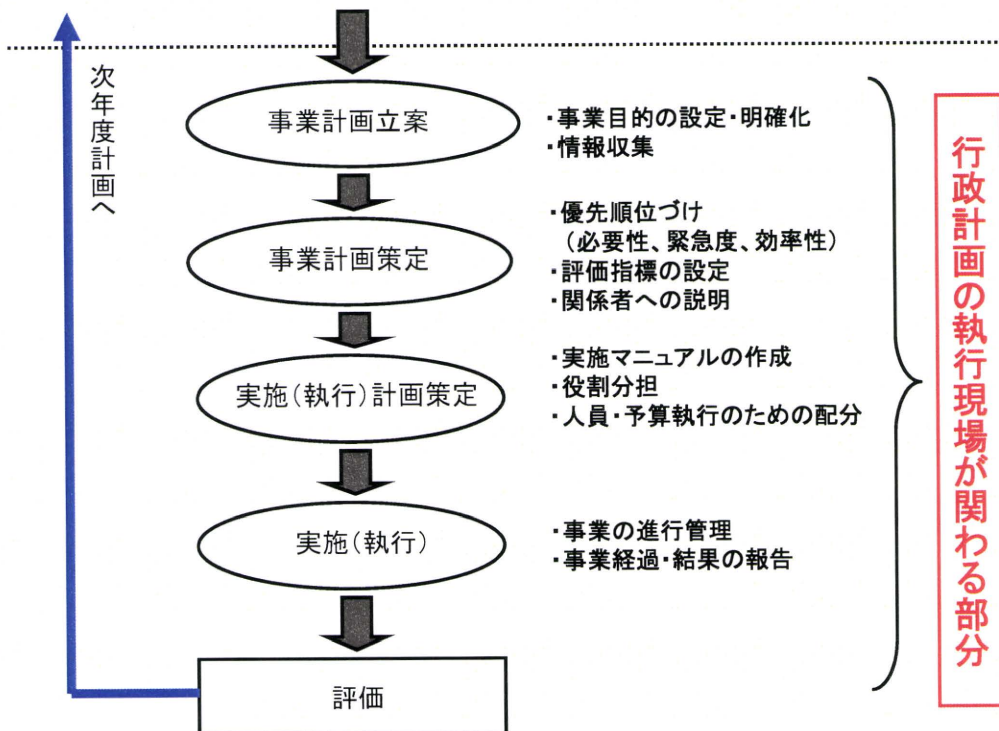 次年度計画へ
事業計画立案
・事業目的の設定・明確化
・情報収集
事業計画策定
・優先順位づけ
（必要性、緊急度、効率性）
・評価指標の設定
・関係者への説明
実施（執行）計画策定
・実施マニュアルの作成
・役割分担
・人員・予算執行のための配分
実施（執行）
・事業の進行管理
・事業経過・結果の報告
評価
行政計画の執行現場が関わる部分